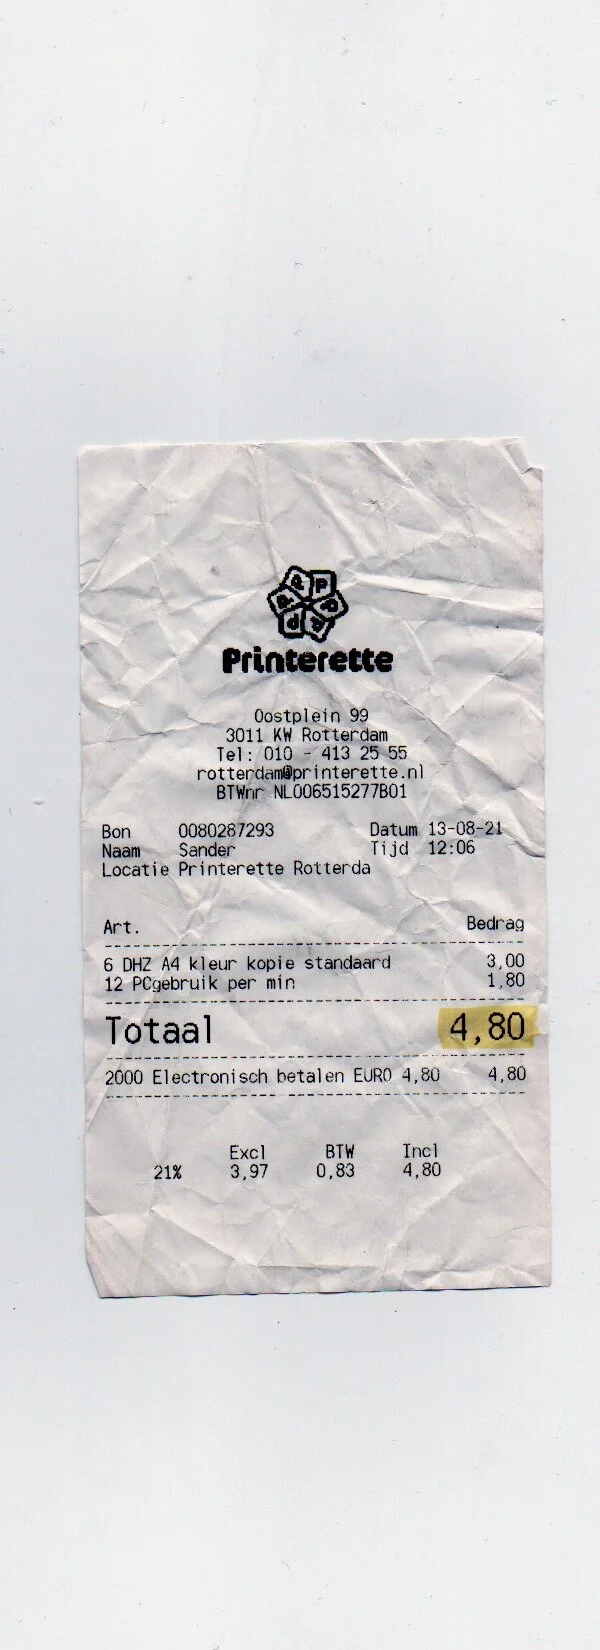 Printerette
Oostplein 99
3011 KW Rotterdam
Tel: 010 - 413 25 55
rotterdam@printerette.nl
BTWnr NL006515277B01
Bon 0080287293 Datum 13-08-21
Naam Sander Tijd 12:06
Locatie Printerette Rotterda
Art. Bedrag
6 DHZ A4 kleur kopie standaard 3,00
12 PCgebruik per min 1,80
Totaal 4,80
2000 Electronisch betalen EURO 4,80 4,80
Excl BTW Incl
21% 3,97 0,83 4,80